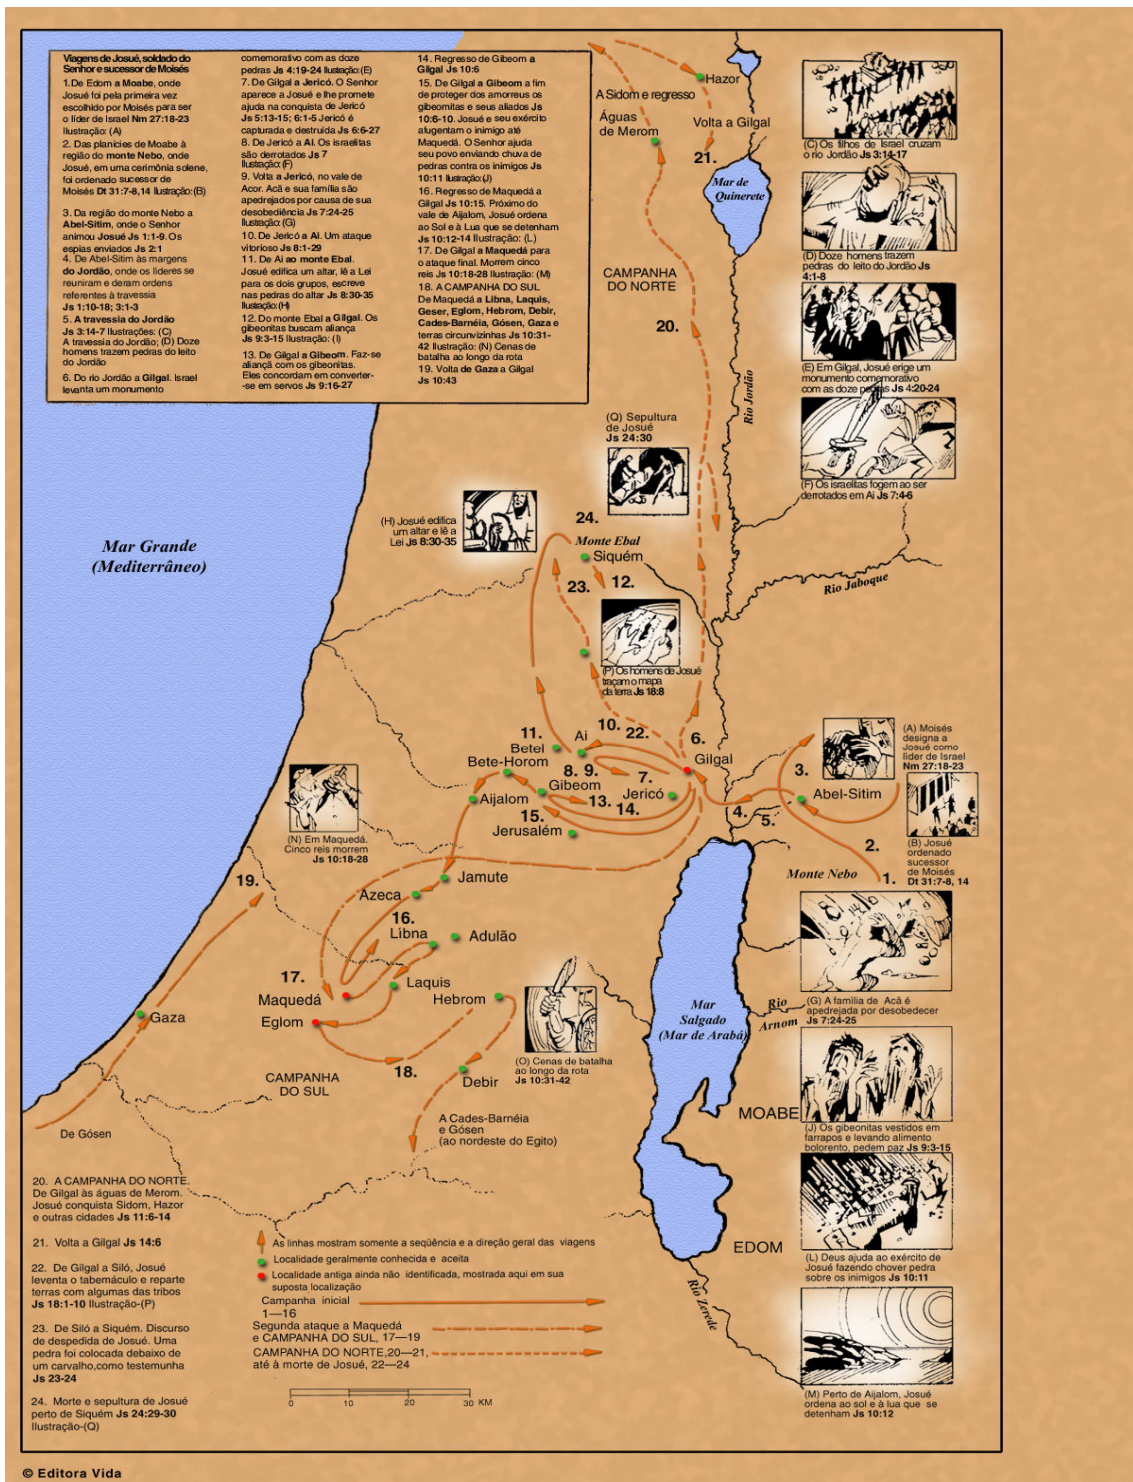 Viagens de Josué, soldado do
Senhor e sucessor de Moisés
1.De Edom a Moabe, onde
Josué foi pela primeira vez
escolhido por Moisés para ser
o líder de Israel Nm 27:18-23
Ilustração: (A)
2. Das planícies de Moabe à
região do monte Nebo, onde
Josué, em uma cerimônia solene,
foi ordenado sucessor de
Moisés Dt 31:7-8,14 Ilustração:(B)
3. Da região do monte Nebo a
Abel-Sitim, onde o Senhor
animou Josué Js 1:1-9. Os
espias enviados Js 2:1
4. De Abel-Sitim às margens
do Jordão, onde os líderes se
reuniram e deram ordens
referentes à travessia
Js 1:10-18; 3:1-3
5. A travessia do Jordão
Js 3:14-7 Ilustrações: (C)
A travessia do Jordão; (D) Doze
homens trazem pedras do leito
do Jordão
6. Do rio Jordão a Gilgal. Israel
levanta um monumento
comemorativo com as doze
pedras Js 4:19-24 Ilustação:(E)
7. De Gilgal a Jericó. O Senhor
aparece a Josué e lhe promete
ajuda na conquista de Jericó
Js 5:13-15; 6:1-5 Jericó é
capturada e destruída Js 6:6-27
8. De Jericó a Ai. Os israelitas
são derrotados Js 7
Ilustração:(F)
9. Volta a Jericó, no vale de
Acor. Acã e sua família são
apedrejados por causa de sua
desobediência Js 7:24-25
Ilustração: (G)
10. De Jericó a Ai. Um ataque
vitorioso Js 8:1-29
11. De Ai ao monte Ebal.
Josué edifica um altar, lê a Lei
para os dois grupos, escreve
nas pedras do altar Js 8:30-35
Ilustração:(H)
12. Do monte Ebal a Gilgal. Os
gibeonitas buscam aliança
Js 9:3-15 Ilustração: (I)
13. De Gilgal a Gibeom. Faz-se
aliançã com os gibeonitas.
Eles concordam em converter-
-se em servos Js 9:16-27
14. Regresso de Gibeom a
Gilgal Js 10:6
15. De Gilgal a Gibeom a fim
de proteger dos amorreus os
gibeomitas e seus aliados Js
10:6-10. Josué e seu exército
afugentam o inimigo até
Maquedá. O Senhor ajuda
seu povo enviando chuva de
pedras contra os inimigos Js
10:11 Ilustração:(J)
16. Regresso de Maquedá a
Gilgal Js 10:15. Próximo do
vale de Aijalom, Josué ordena
ao Sol e à Lua que se detenham
Js 10:12-14 Ilustração: (L)
17. De Gilgal a Maquedá para
o ataque final. Morrem cinco
reis Js 10:18-28 Ilustração: (M)
18. A CAMPANHA DO SUL
De Maquedá a Libna, Laquis,
Geser, Eglom, Hebrom, Debir,
Cades-Barnéia, Gósen, Gaza e
terras circunvizinhas Js 10:31-
42 Ilustração: (N) Cenas de
batalha ao longo da rota
19. Volta de Gaza a Gilgal
Js 10:43
Hazor
A Sidom e regresso
Águas
de Merom
Volta a Gilgal
21.
Mar de
Quinerete
CAMPANHA
DO NORTE
20.
Rio Jordão
(C) Os filhos de Israel cruzam
o rio Jordão Js 3:14-17
(D) Doze homens trazem
pedras do leito do Jordão Js
4:1-8
(E) Em Gilgal, Josué erige um
monumento comemorativo
com as doze pedras Js 4:20-24
(F) Os israelitas fogem ao ser
derrotados em Ai Js 7:4-6
(Q) Sepultura
de Josué
Js 24:30
(H) Josué edifica
um altar e lê a
Lei Js 8:30-35
24.
Monte Ebal
Siquém
23.
12.
Mar Grande
(Mediterrâneo)
Rio Jaboque
(P) Os homens de Josué
traçam o mapa
da terra Js 18:8
10.
22.
6.
11.
Ai
Betel
Bete-Horom
Gilgal
8. 9.
7.
Gibeom
Jericó
13.
14.
Aijalom
15.
Jerusalém
3.
Abel-Sitim
4.
5.
2.
Monte Nebo
1.
(A) Moisés
designa a
Josué como
líder de Israel
Nm 27:18-23
(B) Josué
ordenado
sucessor
de Moisés
Dt 31:7-8, 14
(N) Em Maquedá.
Cinco reis morrem
Js 10:18-28
19.
Jamute
Azeca
16.
Libna
Adulão
17.
Laquis
Maquedá
Hebrom
Eglom
Gaza
18.
Debir
CAMPANHA
DO SUL
De Gósen
A Cades-Barnéia
e Gósen
(ao nordeste do Egito)
(O) Cenas de batalha
ao longo da rota
Js 10:31-42
Mar
Salgado
(Mar de Arabá)
Rio
Arnom
MOABE
EDOM
Rio Zerede
(G) A família de Acã é
apedrejada por desobedecer
Js 7:24-25
(J) Os gibeonitas vestidos em
farrapos e levando alimento
bolorento, pedem paz Js 9:3-15
(L) Deus ajuda ao exército de
Josué fazendo chover pedra
sobre os inimigos Js 10:11
(M) Perto de Aijalom, Josué
ordena ao sol e à lua que se
detenham Js 10:12
20. A CAMPANHA DO NORTE.
De Gilgal às águas de Merom.
Josué conquista Sidom, Hazor
e outras cidades Js 11:6-14
21. Volta a Gilgal Js 14:6
22. De Gilgal a Siló, Josué
leventa o tabemáculo e reparte
terras com algumas das tribos
Js 18:1-10 Ilustração-(P)
23. De Siló a Siquém. Discurso
de despedida de Josué. Uma
pedra foi colocada debaixo de
um carvalho,como testemunha
Js 23-24
24. Morte e sepultura de Josué
perto de Siquém Js 24:29-30
Ilustração-(Q)
As linhas mostram somente a seqüência e a direção geral das viagens
Localidade geralmente conhecida e aceita
Localidade antiga ainda não identificada, mostrada aqui em sua
suposta localização
Campanha inicial
1—16
Segunda ataque a Maquedá
e CAMPANHA DO SUL, 17—19
CAMPANHA DO NORTE,20—21,
até à morte de Josué, 22—24
0 10 20 30 KM
© Editora Vida